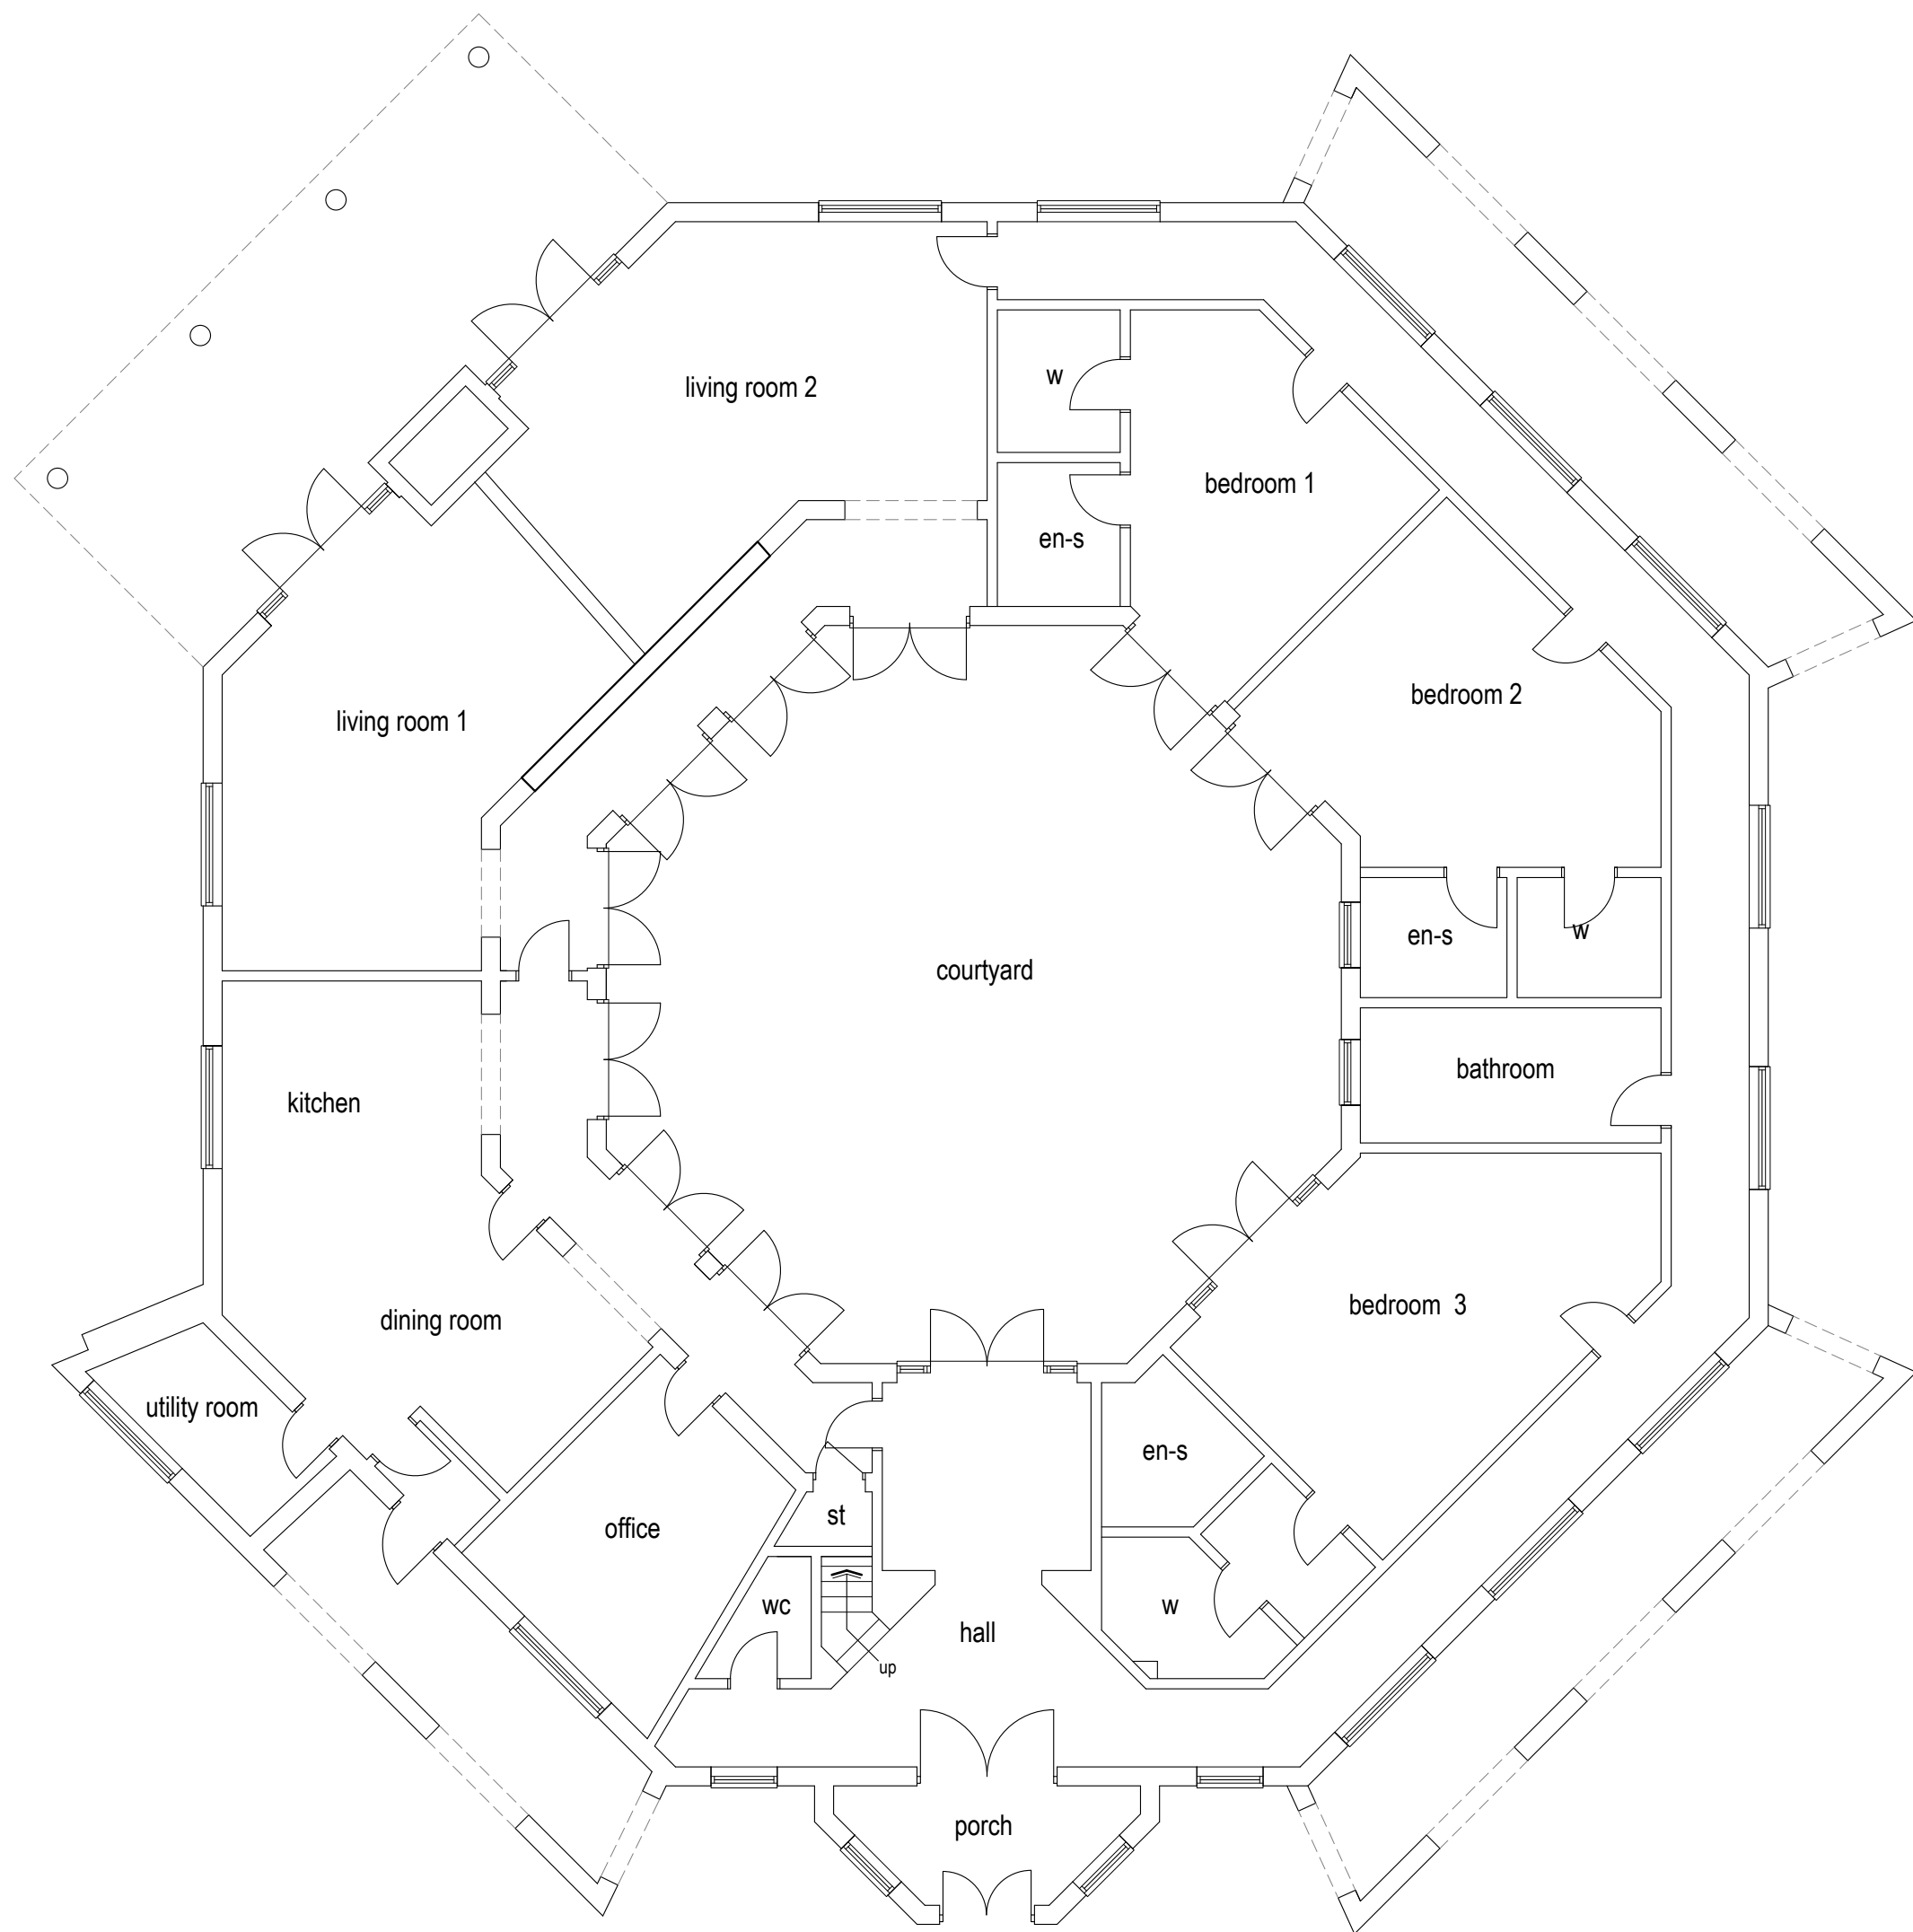 living room 2
w
bedroom 1
en-s
bedroom 2
living room 1
en-s
w
courtyard
bathroom
kitchen
bedroom  3
dining room
utility room
en-s
st
office
wc
w
hall
up
porch